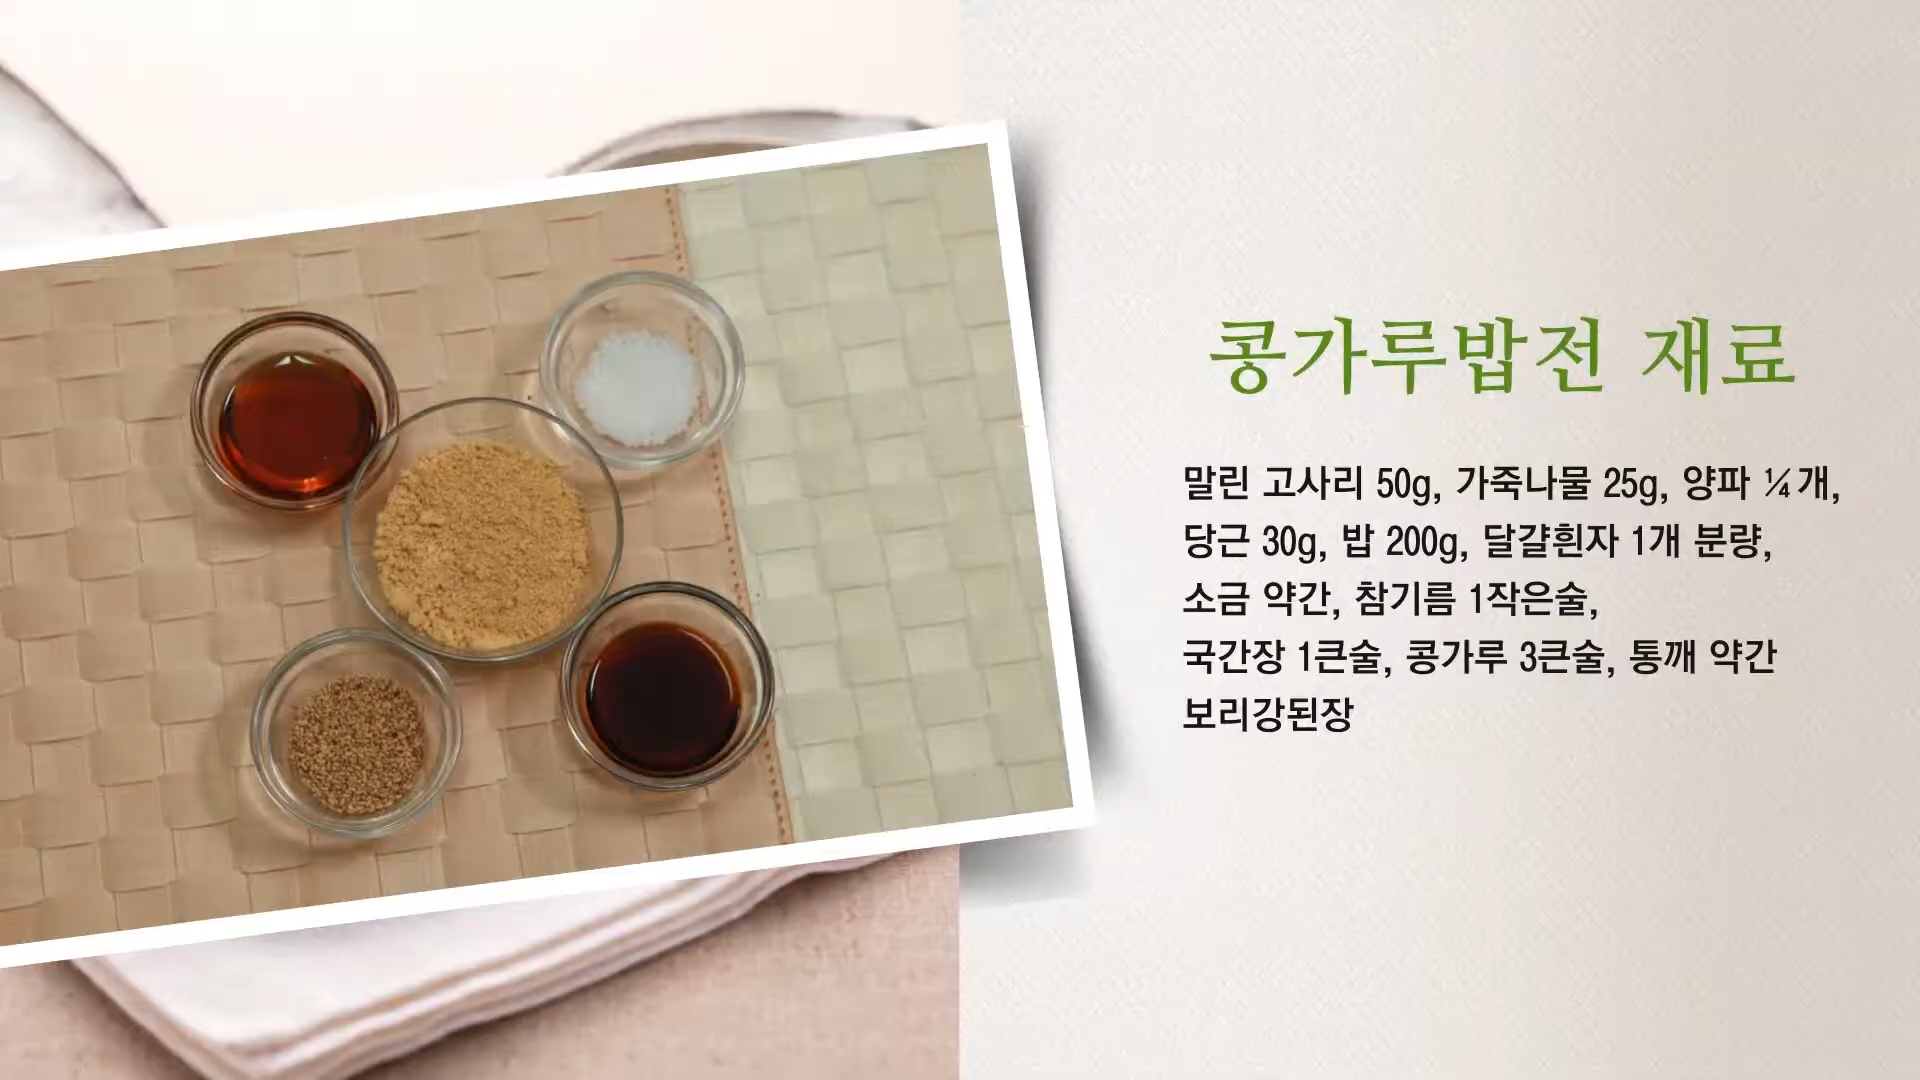 콩가루밥전 재료
말린 고사리 50g, 가죽나물 25g, 양파 ¼개,
당근 30g, 밥 200g, 달걀흰자 1개 분량,
소금 약간, 참기름 1작은술,
국간장 1큰술, 콩가루 3큰술, 통깨 약간
보리강된장